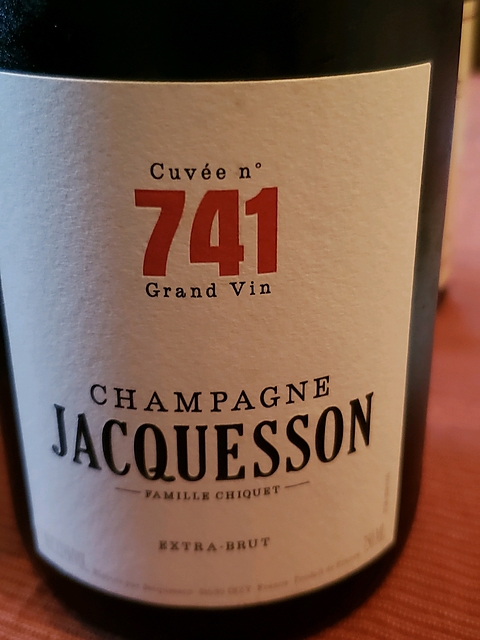 Cuvée n°
741
Grand Vin
CHAMPAGNE
JACQUESSON
FAMILLE CHIQUET
EXTRA-BRUT